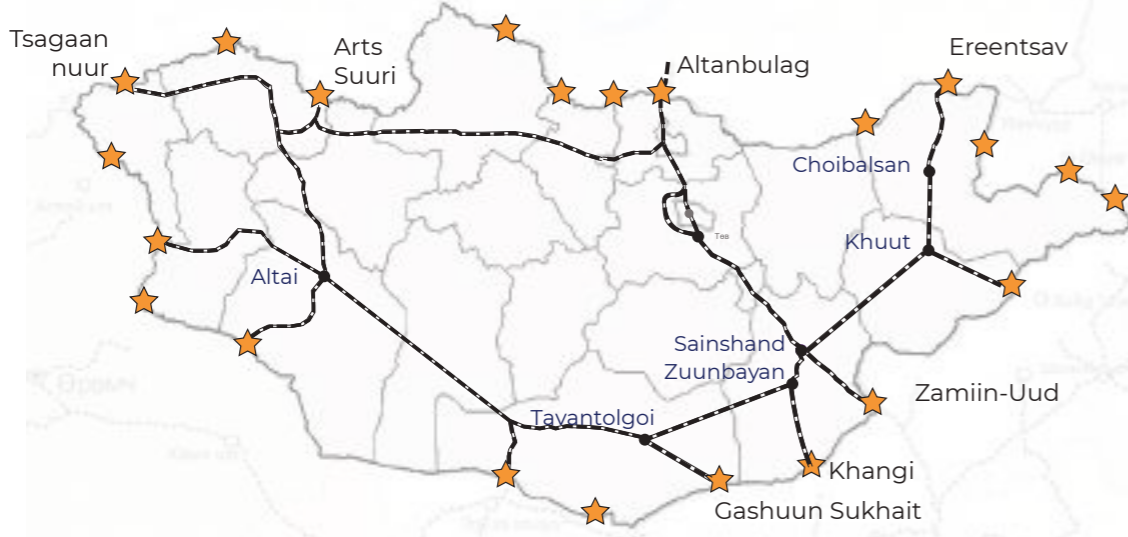 Tsagaan
nuur
Arts
Suuri
Altanbulag
Ereentsav
Choibalsan
Khuut
Altai
Sainshand
Zuunbayan
Tavantolgoi
Zamiin-Uud
Khangi
Gashuun Sukhait